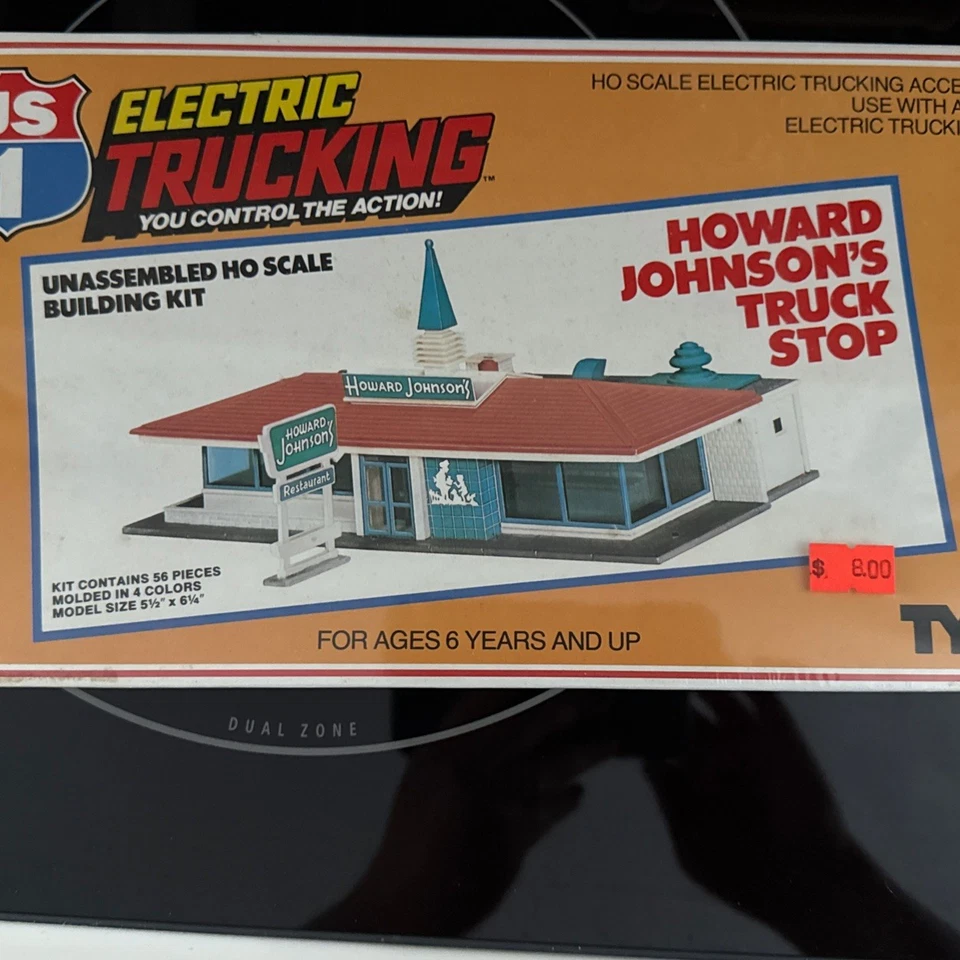 US
1
ELECTRIC
TRUCKING™
YOU CONTROL THE ACTION!
HO SCALE ELECTRIC TRUCKING ACCE
USE WITH A
ELECTRIC TRUCKI
UNASSEMBLED HO SCALE
BUILDING KIT
HOWARD
JOHNSON'S
TRUCK
STOP
HOWARD JOHNSON'S
HOWARD
JOHNSON'S
Restaurant
KIT CONTAINS 56 PIECES
MOLDED IN 4 COLORS
MODEL SIZE 5½" x 6¼"
$ 8.00
FOR AGES 6 YEARS AND UP
TY
DUAL ZONE